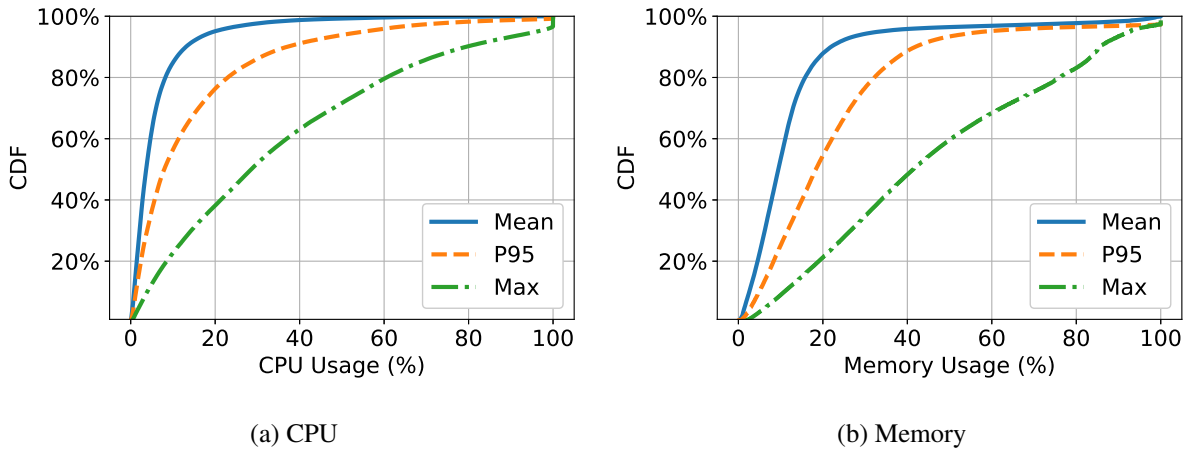 100%
80%
60%
40%
20%
CDF
0 20 40 60 80 100
CPU Usage (%)
Mean
P95
Max
(a) CPU
100%
80%
60%
40%
20%
CDF
0 20 40 60 80 100
Memory Usage (%)
Mean
P95
Max
(b) Memory